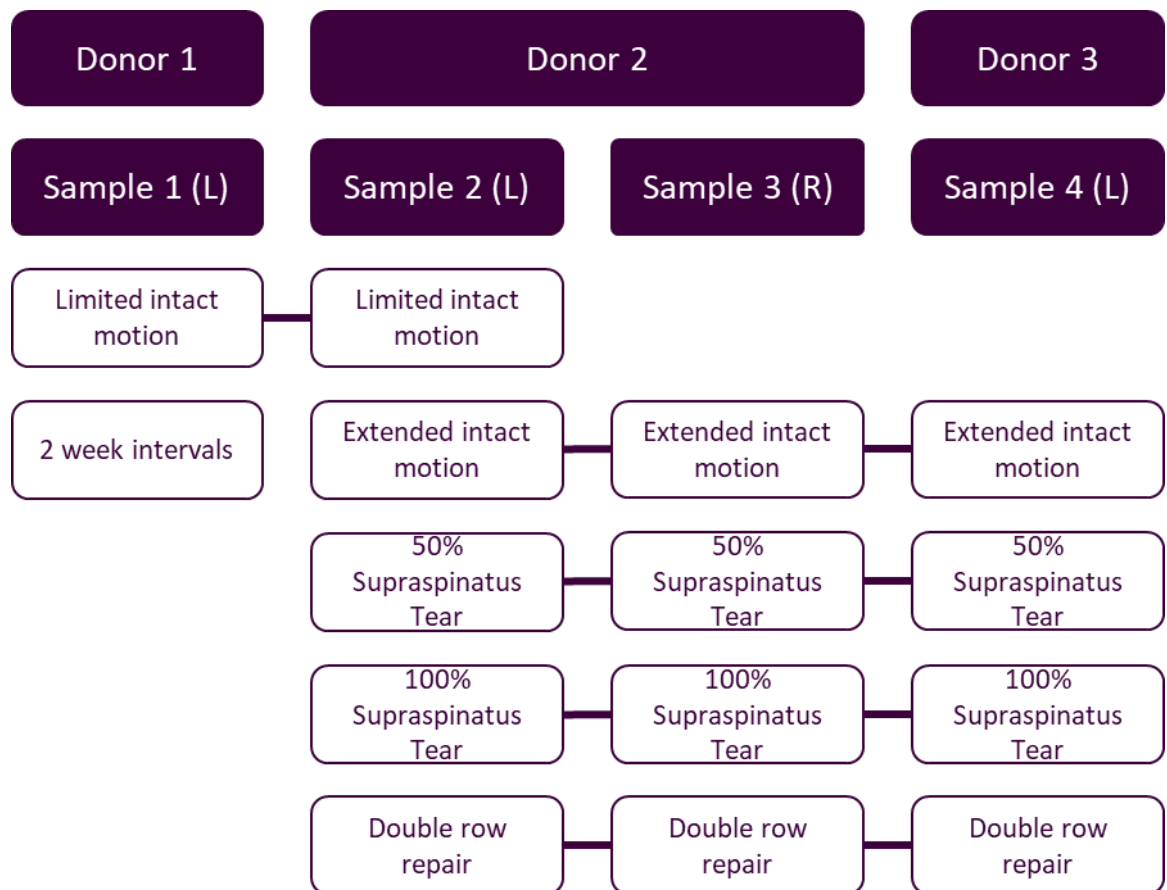 Donor 1
Donor 2
Donor 3
Sample 1 (L)
Sample 2 (L)
Sample 3 (R)
Sample 4 (L)
Limited intact
motion
Limited intact
motion
2 week intervals
Extended intact
motion
Extended intact
motion
Extended intact
motion
50%
Supraspinatus
Tear
50%
Supraspinatus
Tear
50%
Supraspinatus
Tear
100%
Supraspinatus
Tear
100%
Supraspinatus
Tear
100%
Supraspinatus
Tear
Double row
repair
Double row
repair
Double row
repair